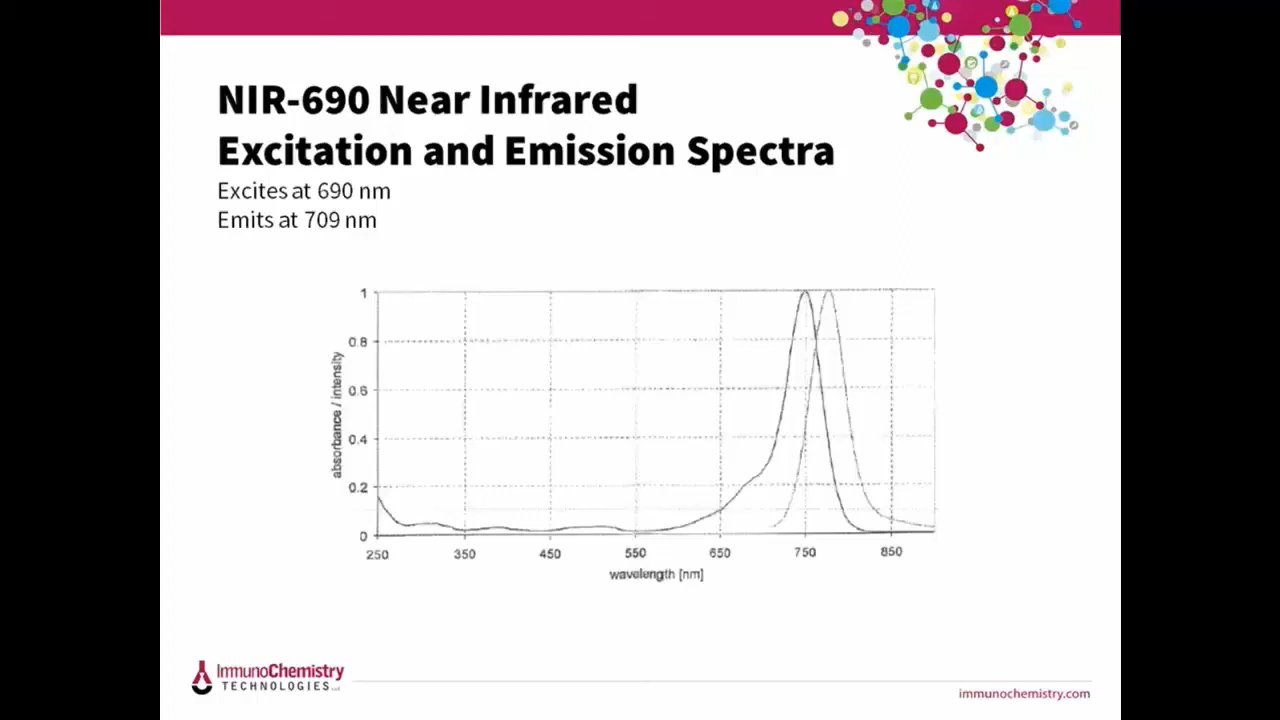 NIR-690 Near Infrared
Excitation and Emission Spectra
Excites at 690 nm
Emits at 709 nm
1
0.8
0.6
0.4
0.2
0
absorbance / intensity
250 350 450 550 650 750 850
wavelength [nm]
ImmunoChemistry
TECHNOLOGIES
immunochemistry.com